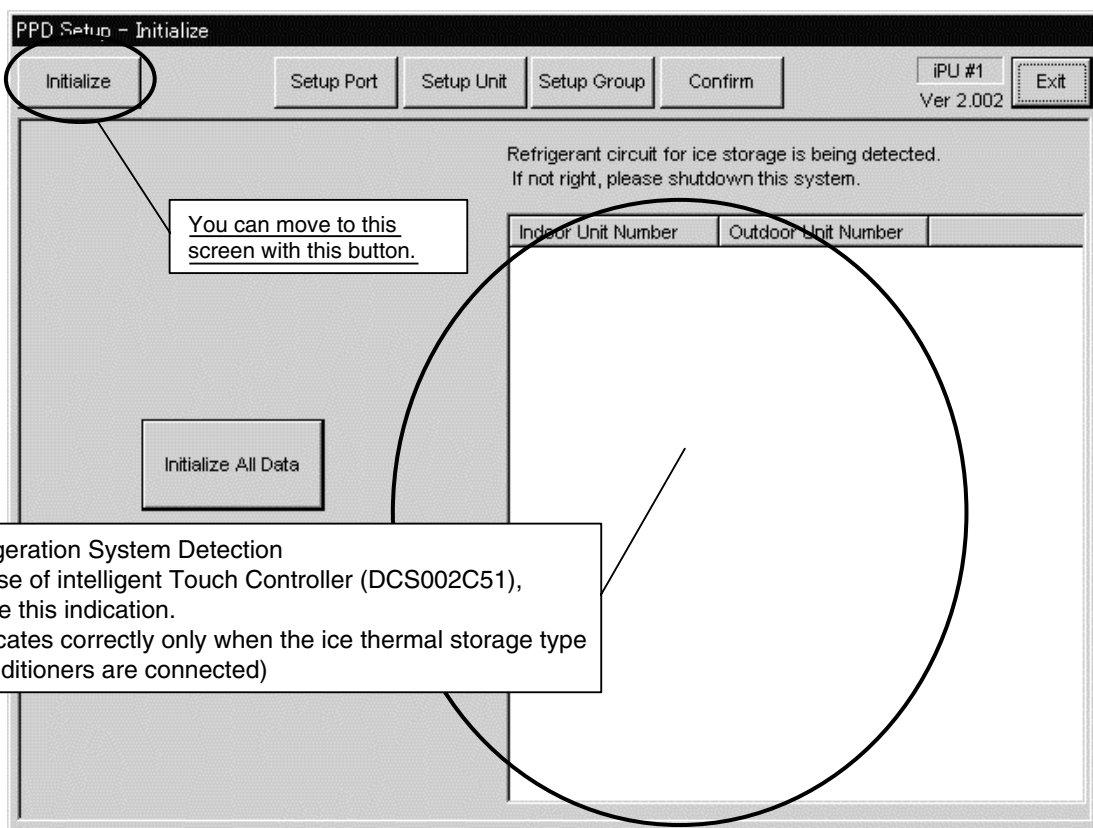 PPD Setup - Initialize
Initialize
Setup Port
Setup Unit
Setup Group
Confirm
iPU #1
Ver 2.002
Exit
Refrigerant circuit for ice storage is being detected.
If not right, please shutdown this system.
You can move to this
screen with this button.
Indoor Unit Number
Outdoor Unit Number
Initialize All Data
geration System Detection
se of intelligent Touch Controller (DCS002C51),
e this indication.
cates correctly only when the ice thermal storage type
ditioners are connected)